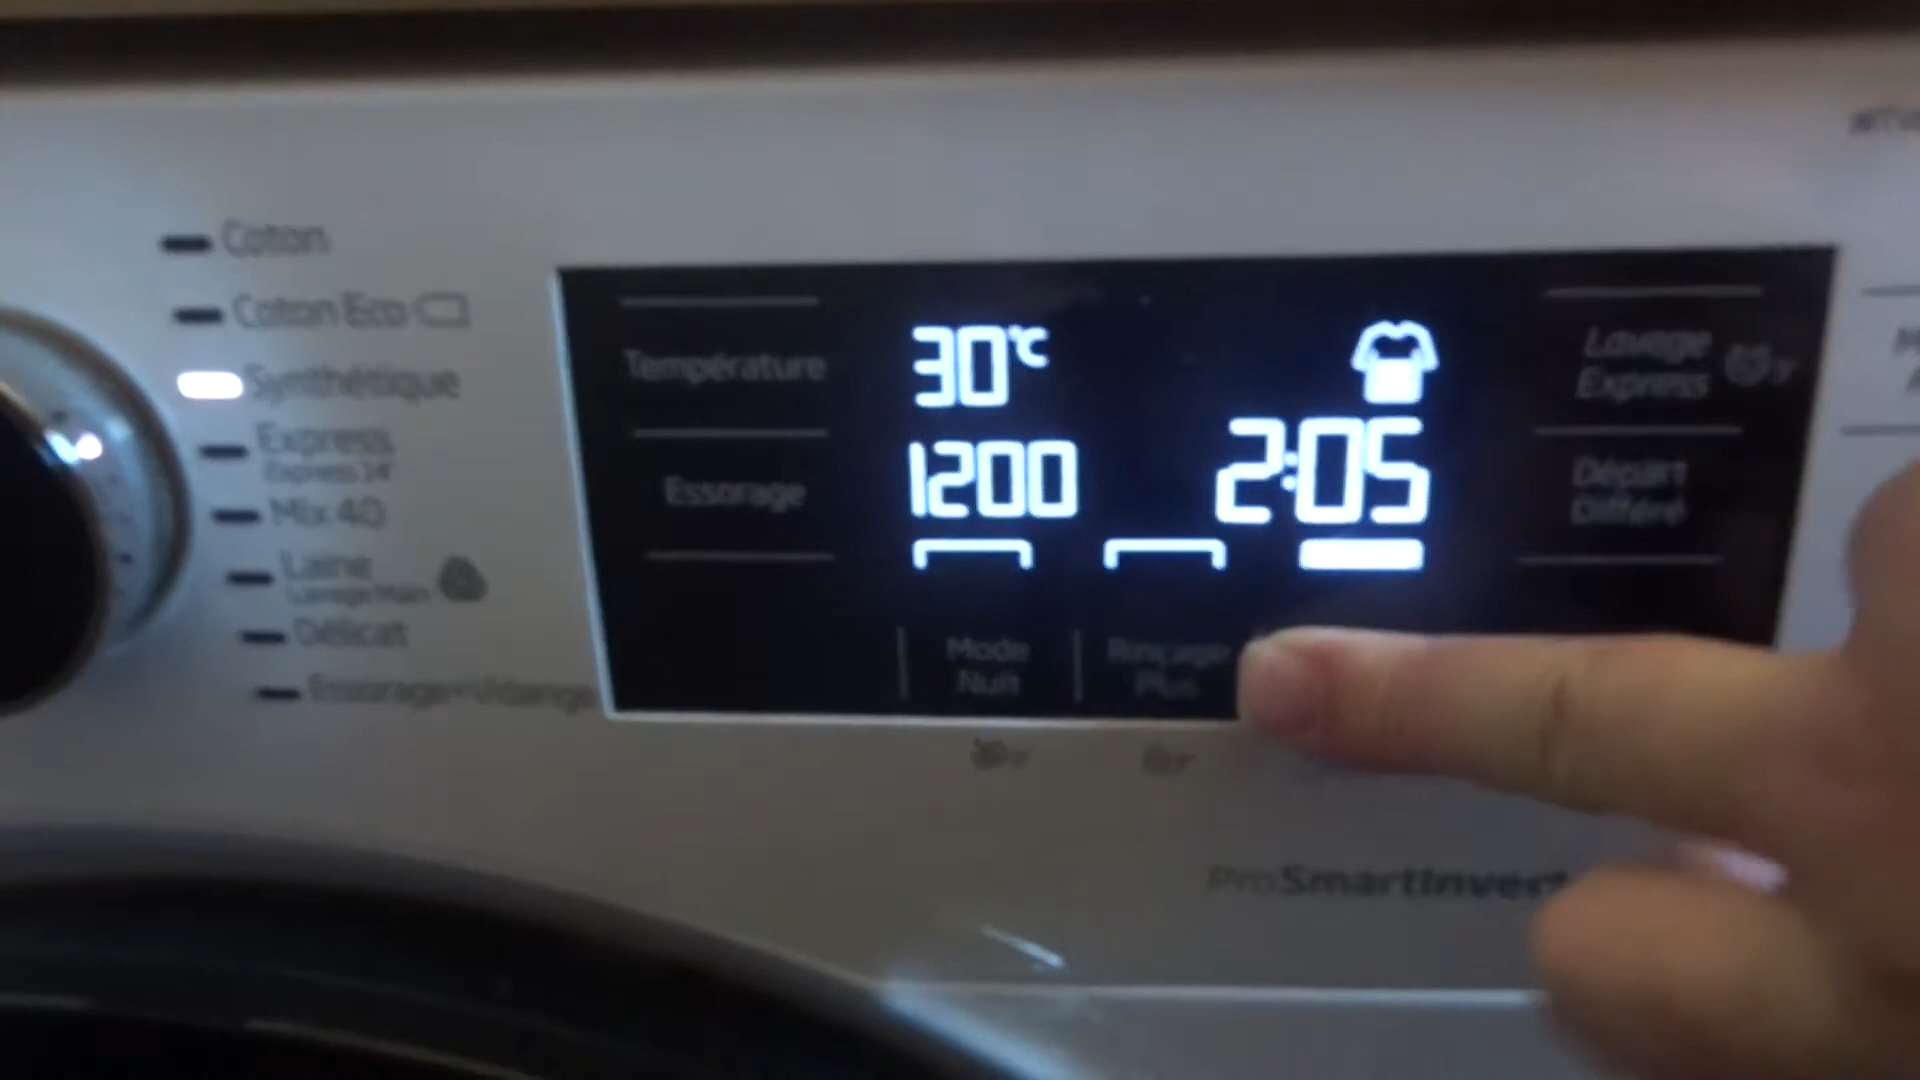 Coton
Coton Eco
Synthétique
Express
Express 14'
Mix 40
Laine
Lavage Main
Délicat
Essorage+Vidange
Température
Essorage
30°C
1200
2:05
Lavage
Express
Départ
Différé
Mode
Nuit
Rinçage
Plus
ProSmartInvert